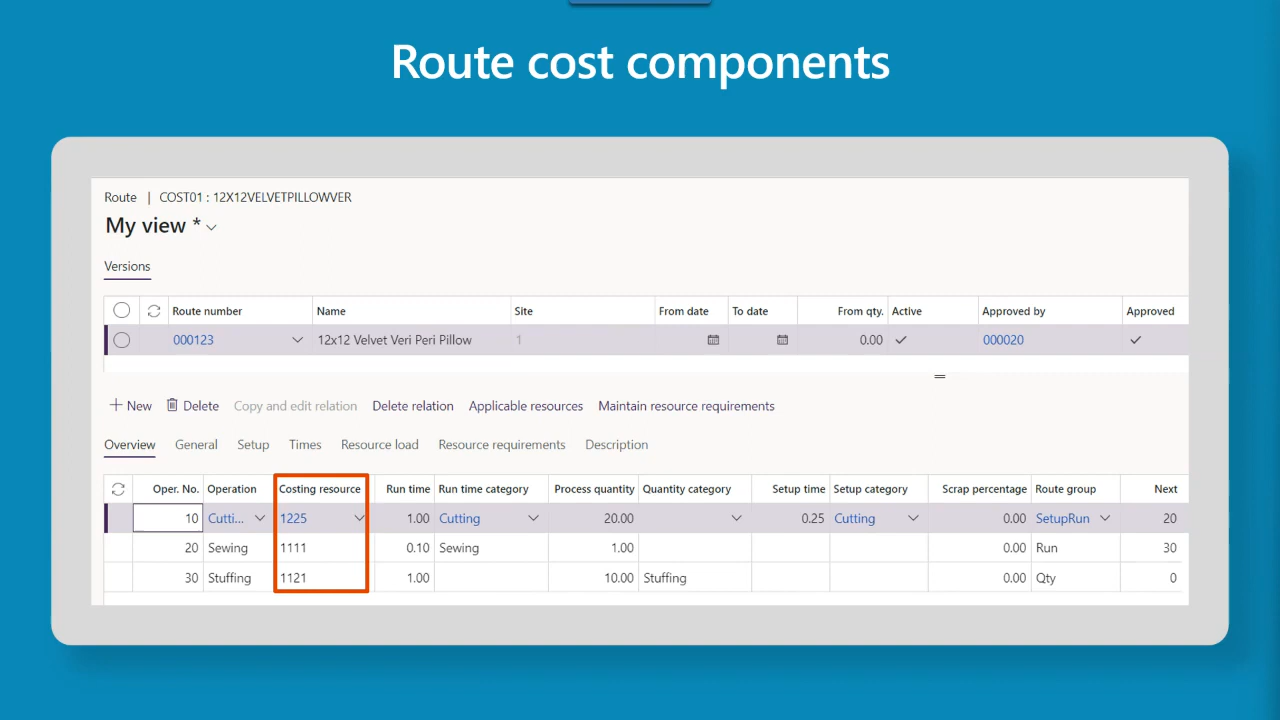 Route cost components
Route | COST01 : 12X12VELVETPILLOWVER
My view *
Versions
Route number Name Site From date To date From qty. Active Approved by Approved
000123 12x12 Velvet Veri Peri Pillow 1 0.00 000020
New Delete Copy and edit relation Delete relation Applicable resources Maintain resource requirements
Overview General Setup Times Resource load Resource requirements Description
Oper. No. Operation Costing resource Run time Run time category Process quantity Quantity category Setup time Setup category Scrap percentage Route group Next
10 Cutti... 1225 1.00 Cutting 20.00 0.25 Cutting 0.00 SetupRun 20
20 Sewing 1111 0.10 Sewing 1.00 0.00 Run 30
30 Stuffing 1121 1.00 10.00 Stuffing 0.00 Qty 0